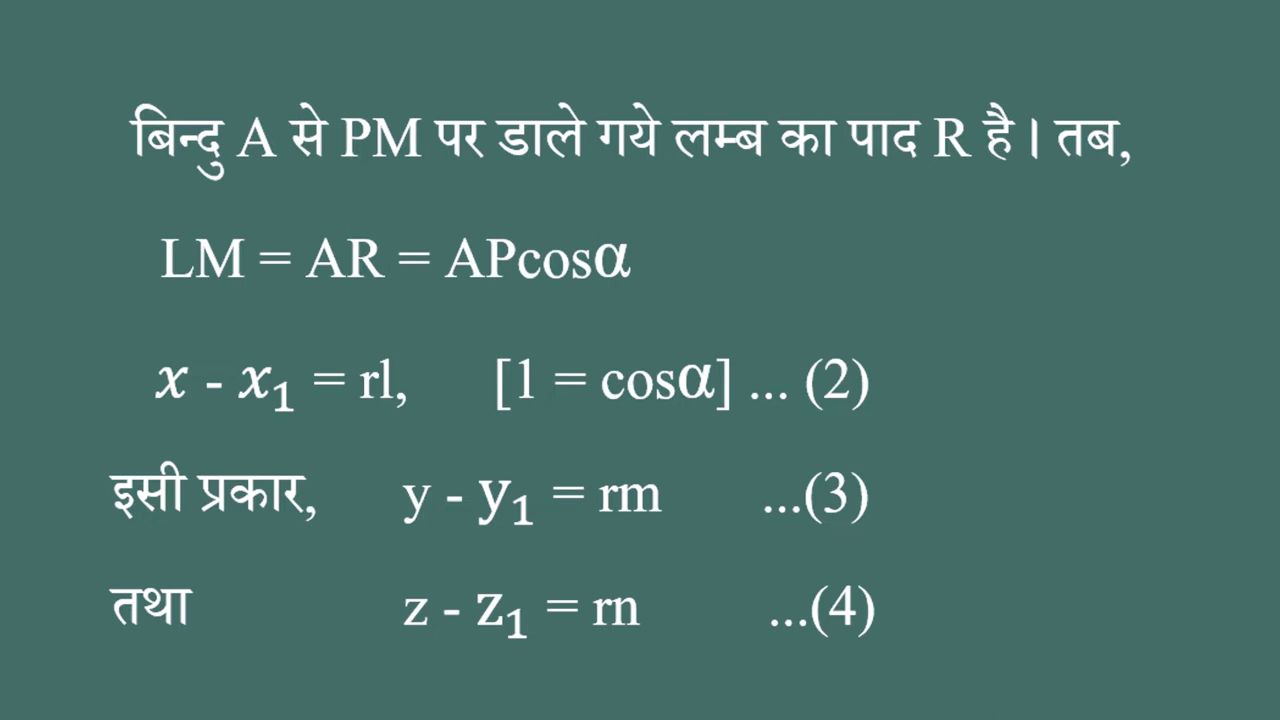 बिन्दु A से PM पर डाले गये लम्ब का पाद R है। तब,
LM = AR = APcosα
x - x₁ = rl, [1 = cosα] ... (2)
इसी प्रकार, y - y₁ = rm ...(3)
तथा z - z₁ = rn ...(4)